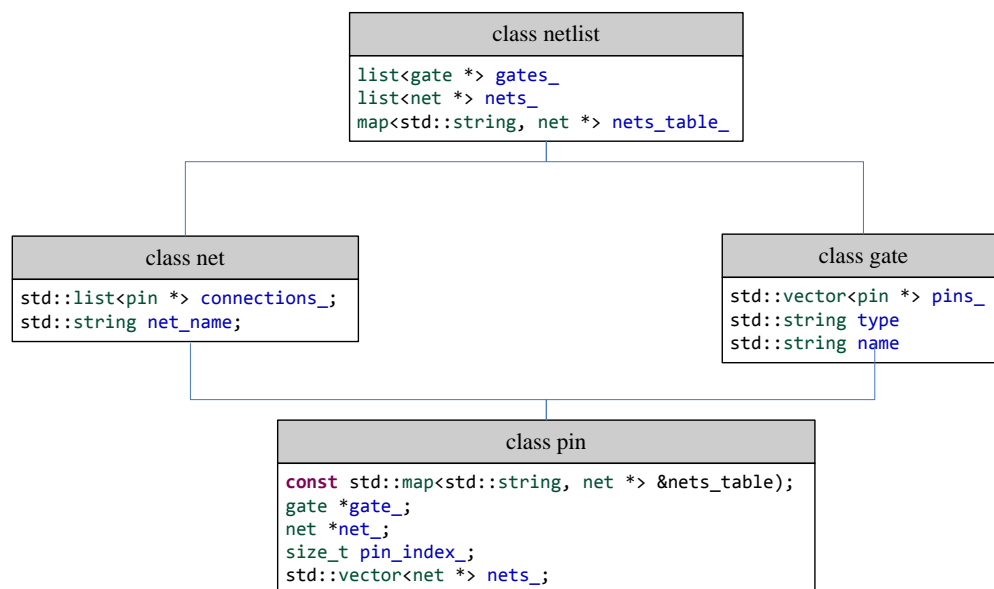 class netlist
list<gate *> gates_
list<net *> nets_
map<std::string, net *> nets_table_
class net
std::list<pin *> connections_;
std::string net_name;
class gate
std::vector<pin *> pins_
std::string type
std::string name
class pin
const std::map<std::string, net *> &nets_table);
gate *gate_;
net *net_;
size_t pin_index_;
std::vector<net *> nets_;